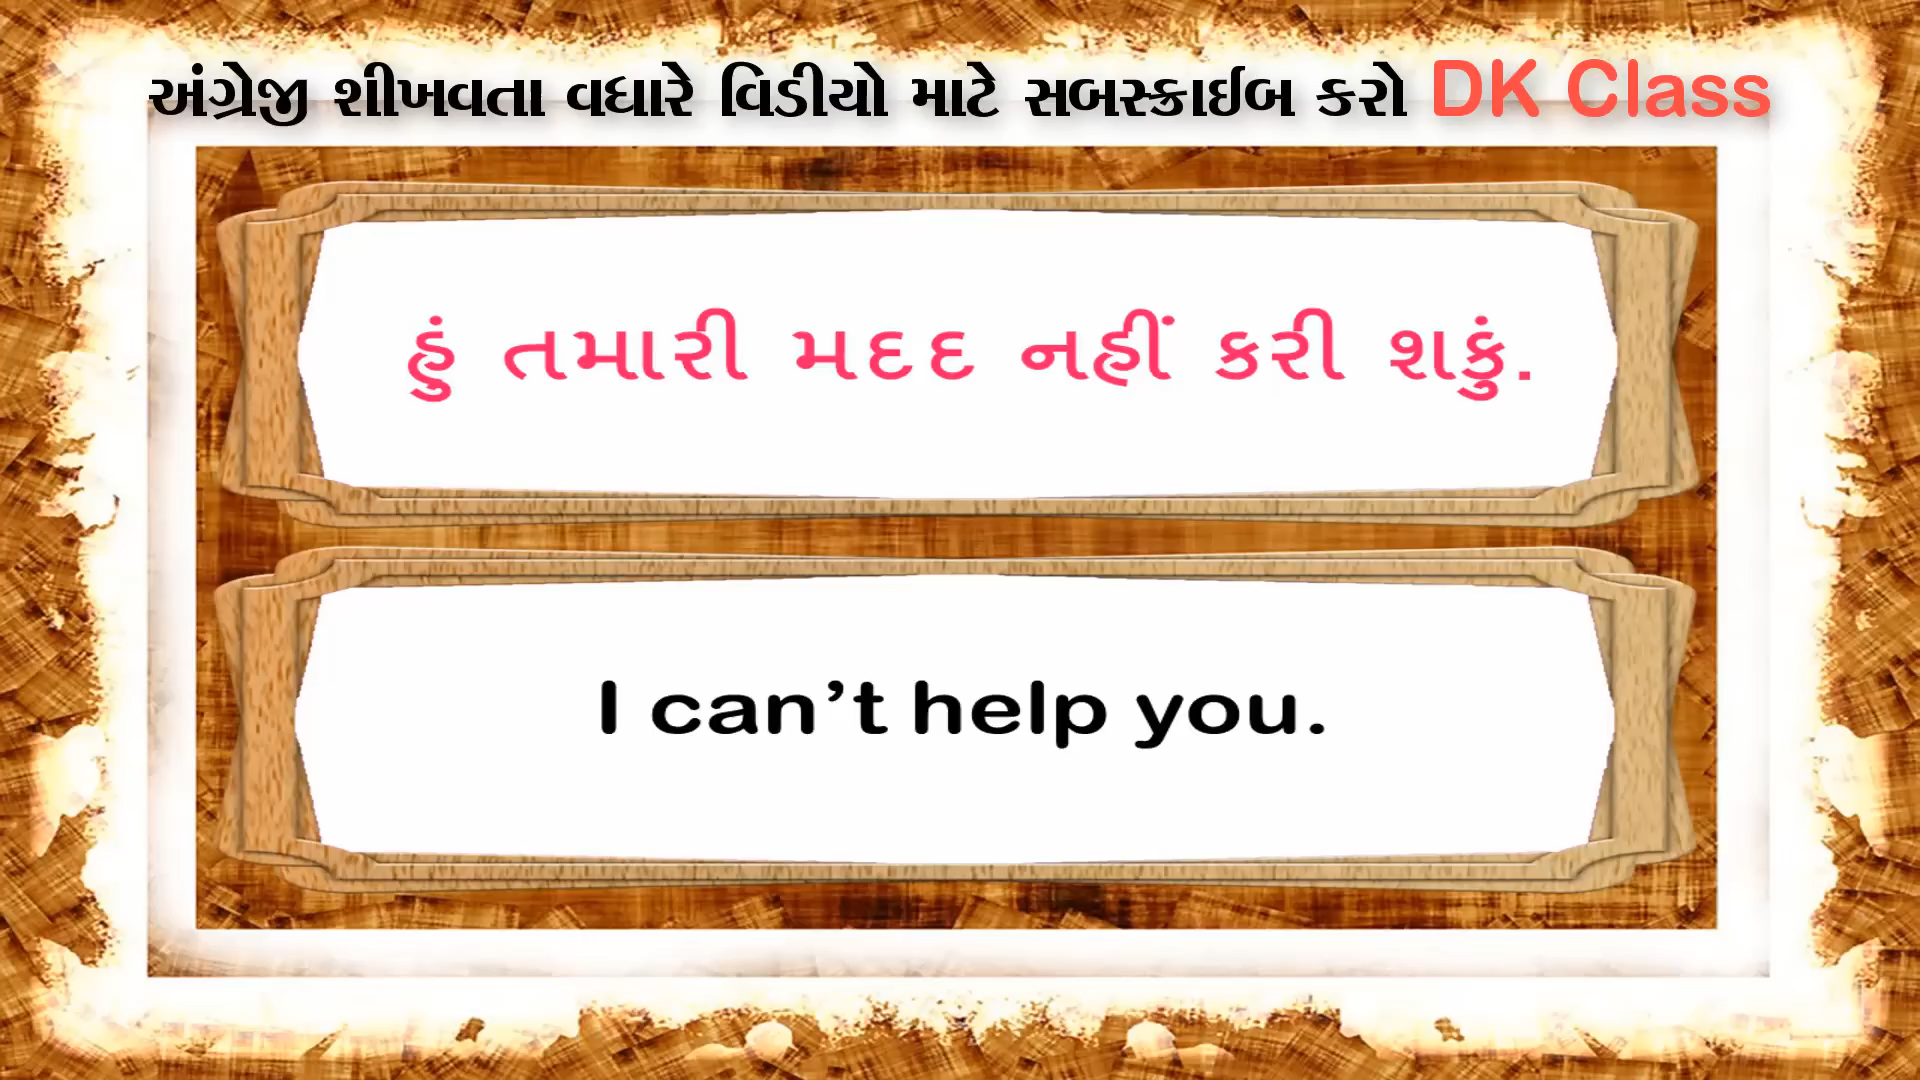 અંગ્રેજી શીખવતા વધારે વિડીયો માટે સબસ્ક્રાઈબ કરો DK Class
હું તમારી મદદ નહીં કરી શકું.
I can’t help you.